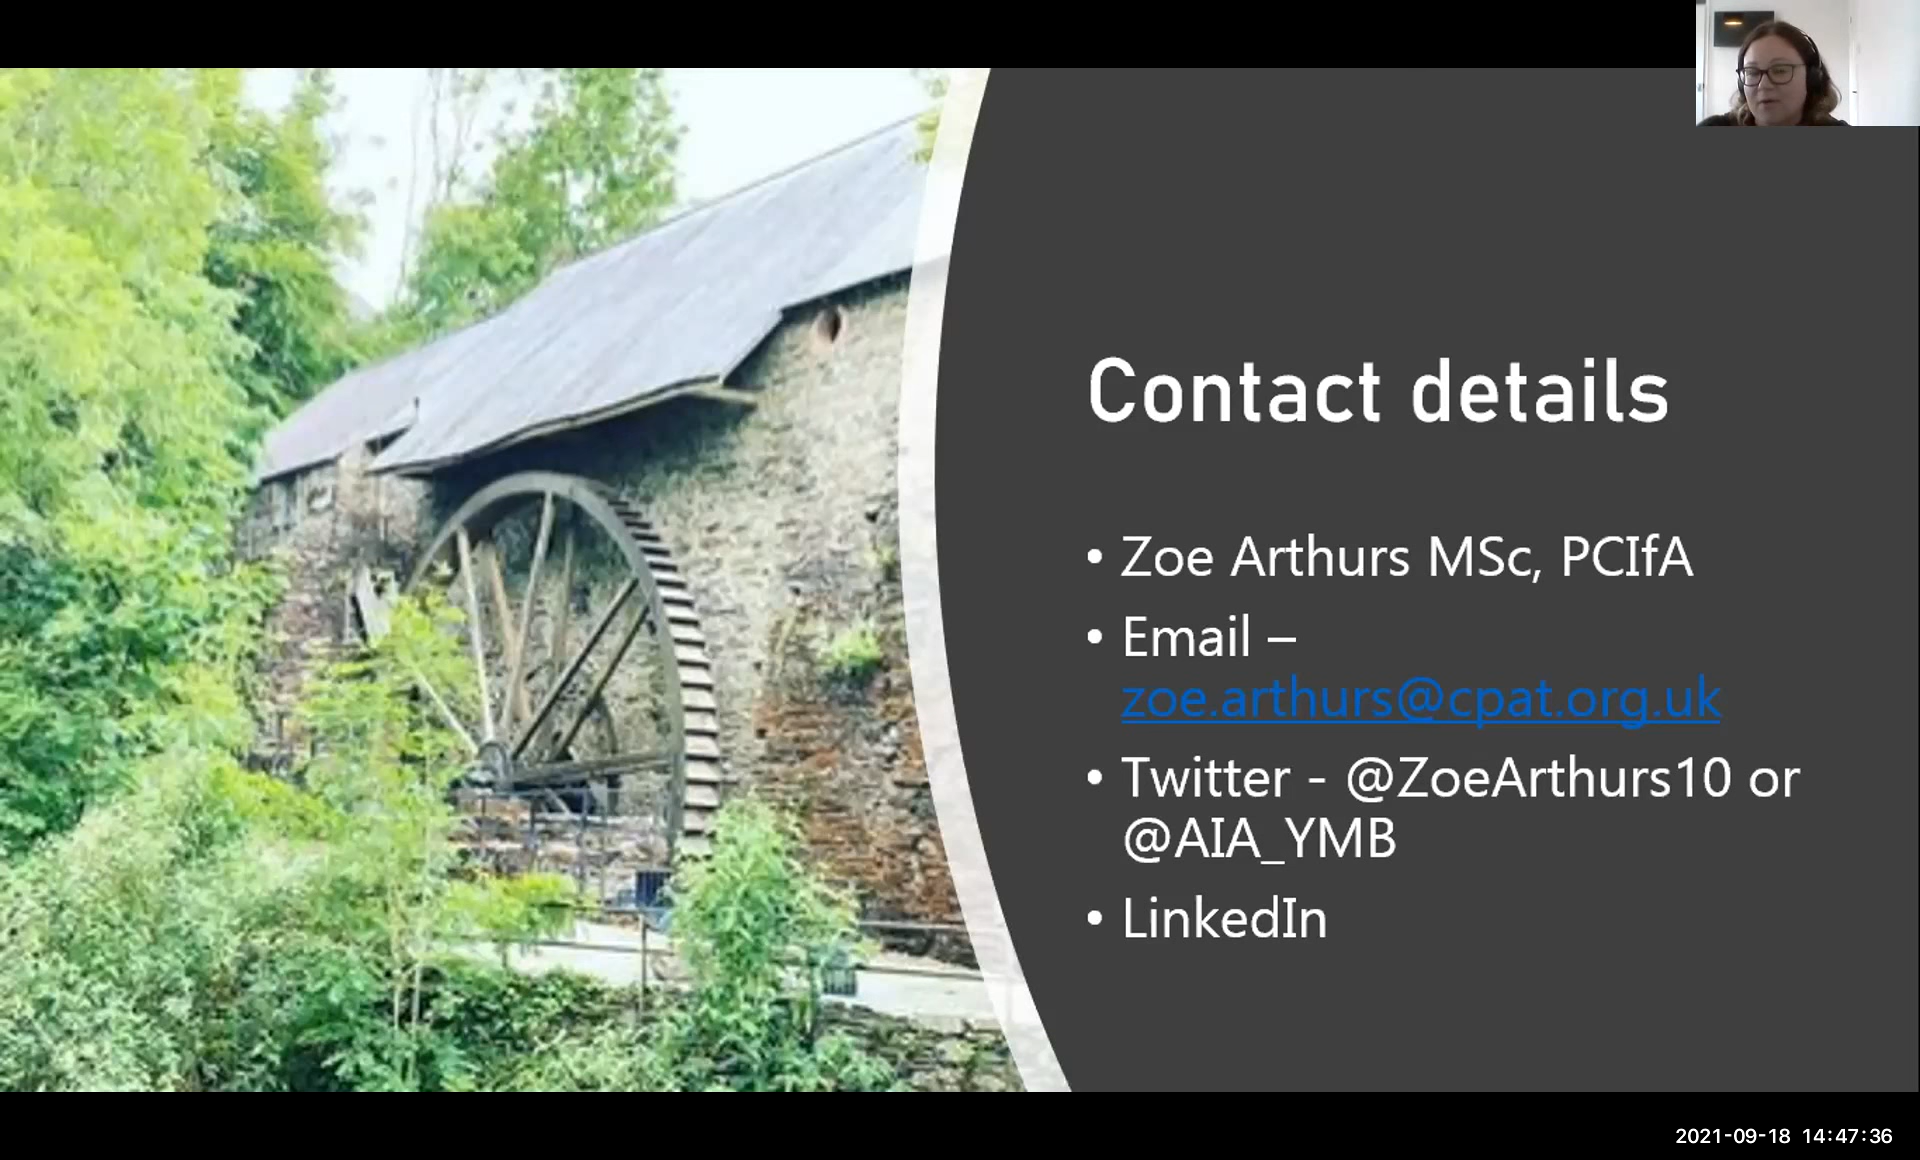 Contact details
• Zoe Arthurs MSc, PCIfA
• Email –
zoe.arthurs@cpat.org.uk
• Twitter - @ZoeArthurs10 or
@AIA_YMB
• LinkedIn
2021-09-18 14:47:36